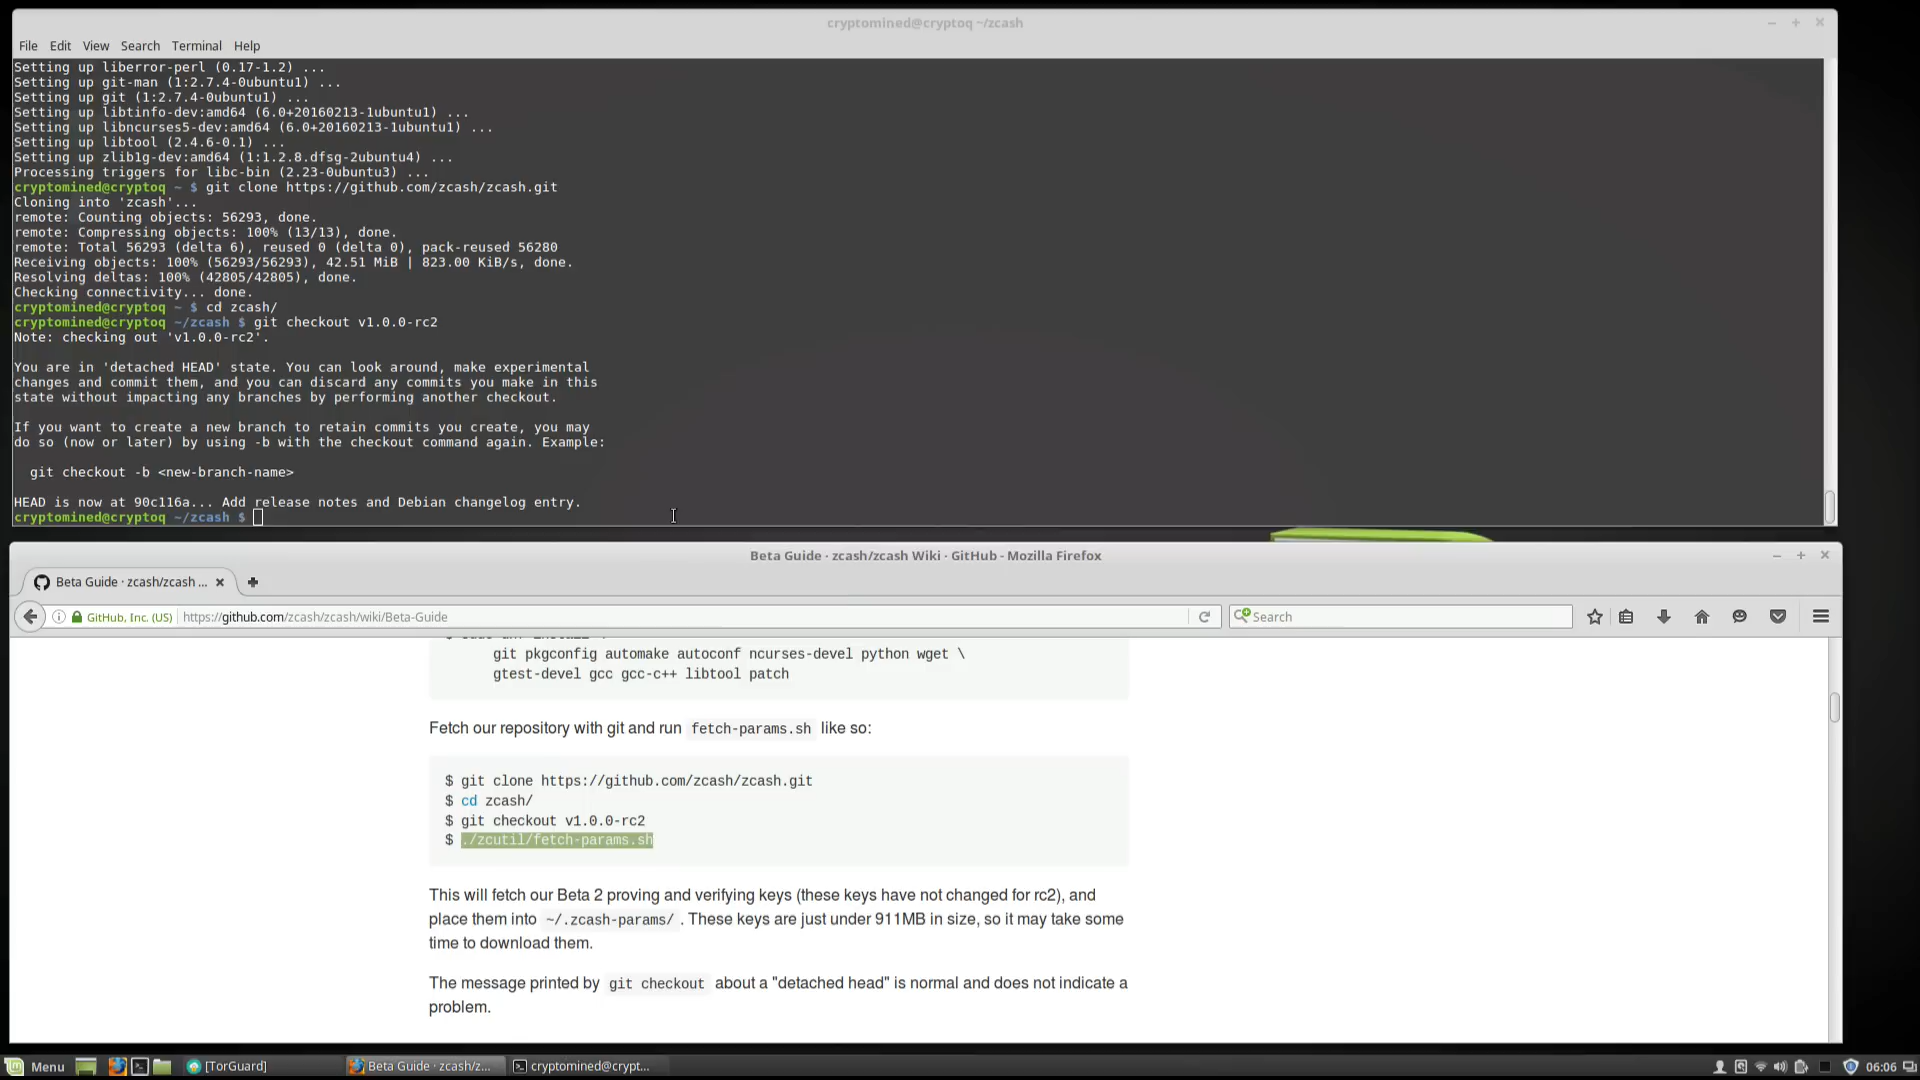 cryptomined@cryptoq ~/zcash
File Edit View Search Terminal Help
Setting up liberror-perl (0.17-1.2) ...
Setting up git-man (1:2.7.4-0ubuntu1) ...
Setting up git (1:2.7.4-0ubuntu1) ...
Setting up libtinfo-dev:amd64 (6.0+20160213-1ubuntu1) ...
Setting up libncurses5-dev:amd64 (6.0+20160213-1ubuntu1) ...
Setting up libtool (2.4.6-0.1) ...
Setting up zlib1g-dev:amd64 (1:1.2.8.dfsg-2ubuntu4) ...
Processing triggers for libc-bin (2.23-0ubuntu3) ...
cryptomined@cryptoq ~ $ git clone https://github.com/zcash/zcash.git
Cloning into 'zcash'...
remote: Counting objects: 56293, done.
remote: Compressing objects: 100% (13/13), done.
remote: Total 56293 (delta 6), reused 0 (delta 0), pack-reused 56280
Receiving objects: 100% (56293/56293), 42.51 MiB | 823.00 KiB/s, done.
Resolving deltas: 100% (42805/42805), done.
Checking connectivity... done.
cryptomined@cryptoq ~ $ cd zcash/
cryptomined@cryptoq ~/zcash $ git checkout v1.0.0-rc2
Note: checking out 'v1.0.0-rc2'.
You are in 'detached HEAD' state. You can look around, make experimental
changes and commit them, and you can discard any commits you make in this
state without impacting any branches by performing another checkout.
If you want to create a new branch to retain commits you create, you may
do so (now or later) by using -b with the checkout command again. Example:
git checkout -b <new-branch-name>
HEAD is now at 90c116a... Add release notes and Debian changelog entry.
cryptomined@cryptoq ~/zcash $
Beta Guide · zcash/zcash Wiki · GitHub - Mozilla Firefox
Beta Guide · zcash/zcash ...
GitHub, Inc. (US) https://github.com/zcash/zcash/wiki/Beta-Guide
Search
git pkgconfig automake autoconf ncurses-devel python wget \
gtest-devel gcc gcc-c++ libtool patch
Fetch our repository with git and run fetch-params.sh like so:
$ git clone https://github.com/zcash/zcash.git
$ cd zcash/
$ git checkout v1.0.0-rc2
$ ./zcutil/fetch-params.sh
This will fetch our Beta 2 proving and verifying keys (these keys have not changed for rc2), and
place them into ~/.zcash-params/ . These keys are just under 911MB in size, so it may take some
time to download them.
The message printed by git checkout about a "detached head" is normal and does not indicate a
problem.
Menu [TorGuard] Beta Guide · zcash/z... cryptomined@crypt... 06:06